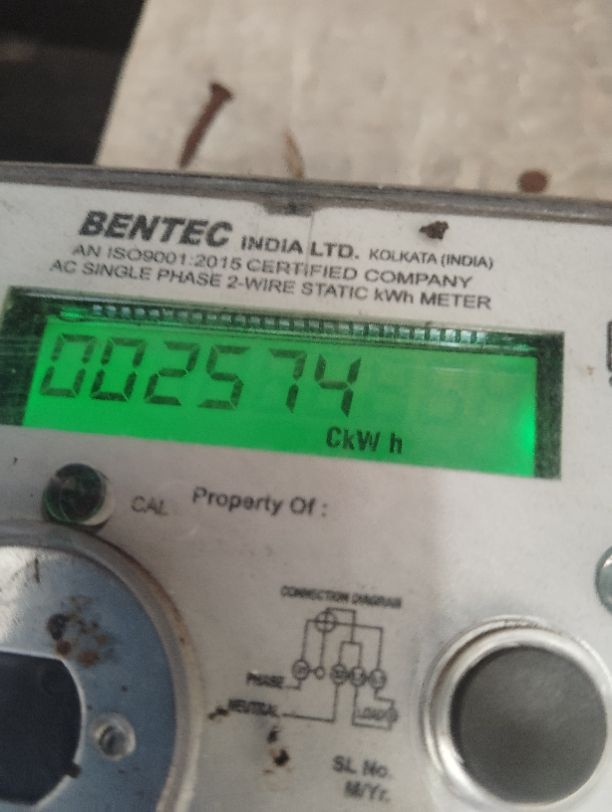 BENTEC INDIA LTD. KOLKATA (INDIA)
AN ISO9001:2015 CERTIFIED COMPANY
AC SINGLE PHASE 2-WIRE STATIC kWh METER
002574
CkW h
CAL
Property Of :
CONNECTION DIAGRAM
PHASE
NEUTRAL
LOAD
SL. No.
M/Yr.